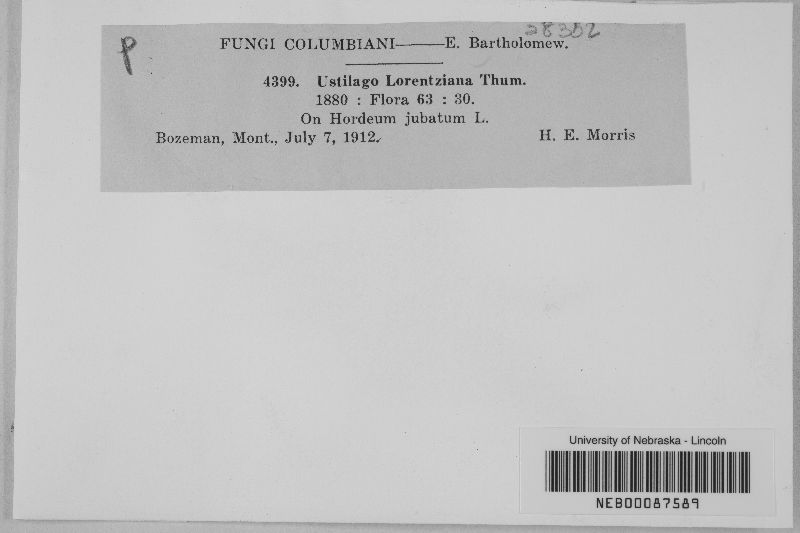 28352
P
FUNGI COLUMBIANI——E. Bartholomew.
4399. Ustilago Lorentziana Thum.
1880 : Flora 63 : 30.
On Hordeum jubatum L.
Bozeman, Mont., July 7, 1912. H. E. Morris
University of Nebraska - Lincoln
NEB00087589